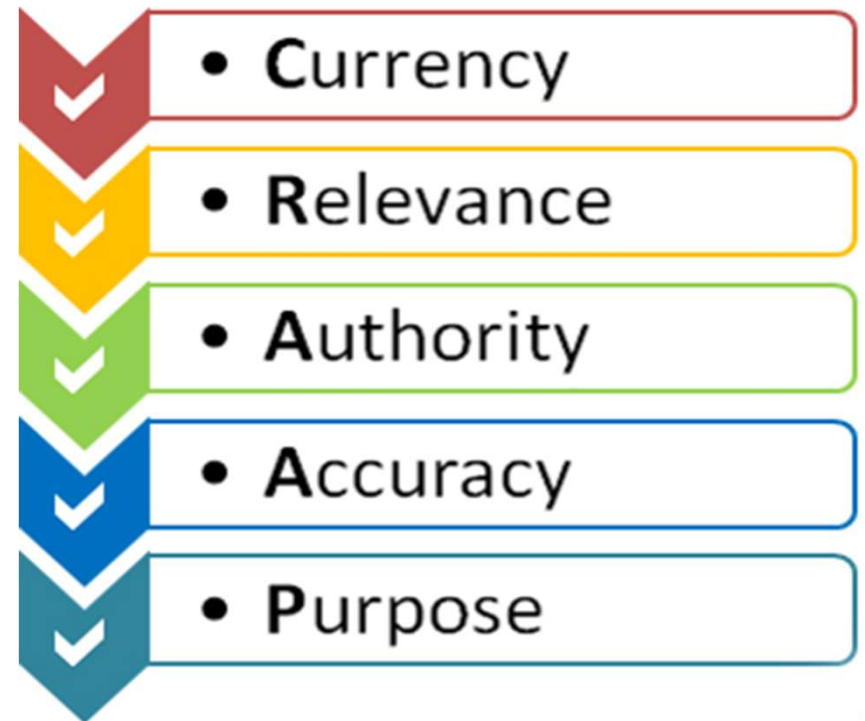 • Currency
• Relevance
• Authority
• Accuracy
• Purpose